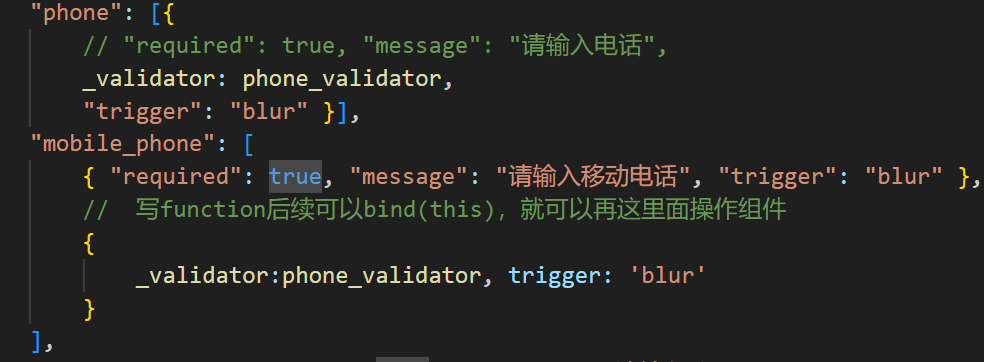 "phone": [{
// "required": true, "message": "请输入电话",
_validator: phone_validator,
"trigger": "blur" }],
"mobile_phone": [
{ "required": true, "message": "请输入移动电话", "trigger": "blur" },
//  写function后续可以bind(this), 就可以再这里面操作组件
{
_validator:phone_validator, trigger: 'blur'
}
],